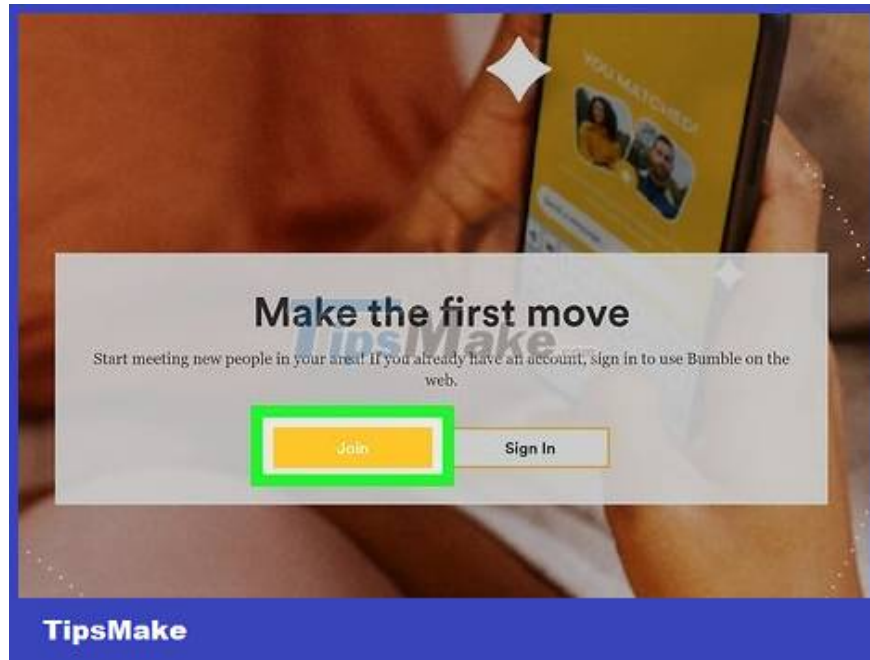 YOU MATCHED!
Make the first move
TipsMake
Start meeting new people in your area! If you already have an account, sign in to use Bumble on the
web.
Join
Sign In
TipsMake